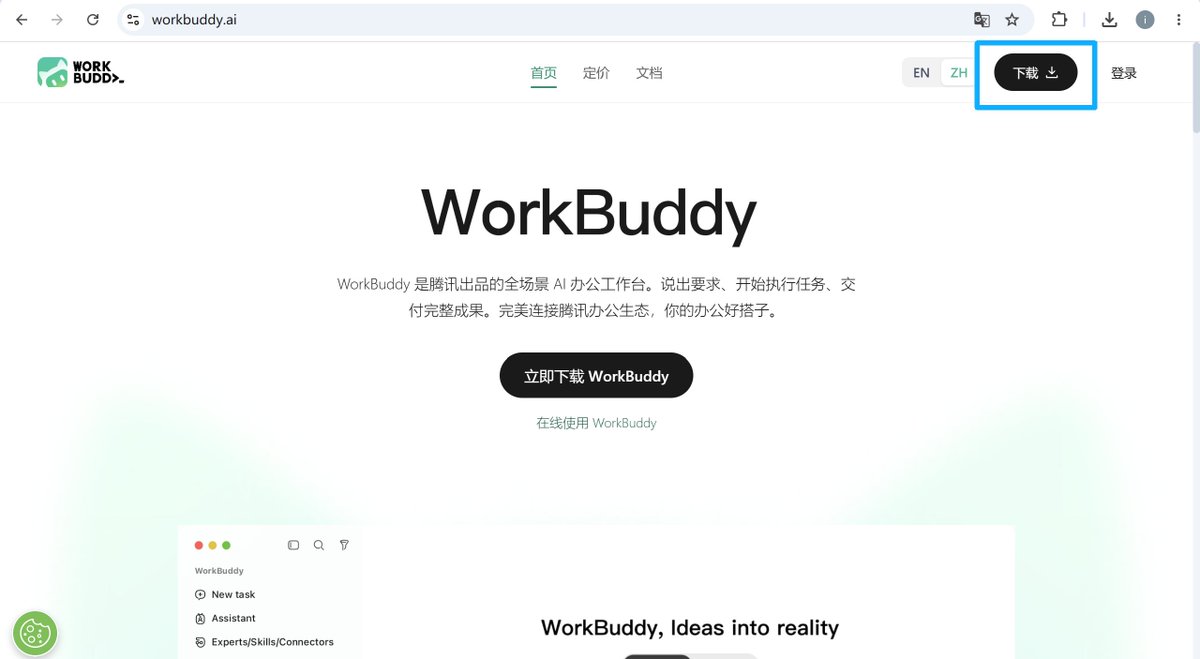 workbuddy.ai
WORK
BUDD>_
首页
定价
文档
EN
ZH
下载
登录
WorkBuddy
WorkBuddy 是腾讯出品的全场景 AI 办公工作台。说出要求、开始执行任务、交
付完整成果。完美连接腾讯办公生态，你的办公好搭子。
立即下载 WorkBuddy
在线使用 WorkBuddy
WorkBuddy
New task
Assistant
Experts/Skills/Connectors
WorkBuddy, Ideas into reality